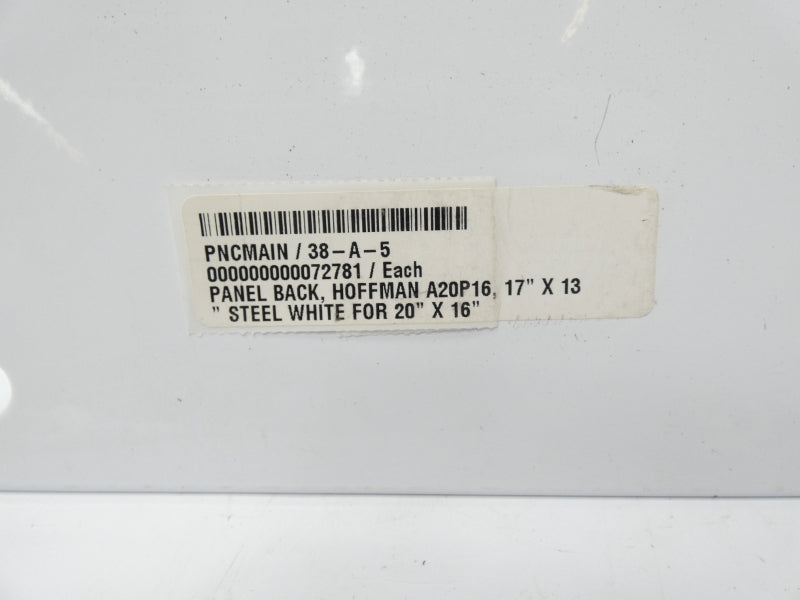 PNCMAIN / 38-A-5
000000000072781 / Each
PANEL BACK, HOFFMAN A20P16, 17" X 13
" STEEL WHITE FOR 20" X 16"